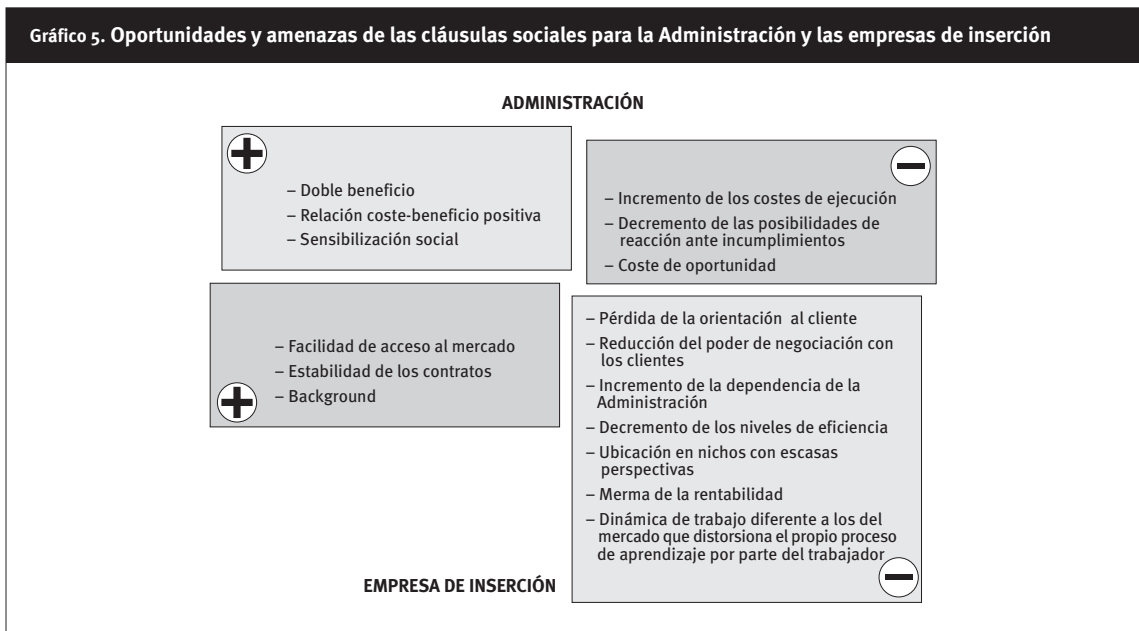 Gráfico 5. Oportunidades y amenazas de las cláusulas sociales para la Administración y las empresas de inserción
ADMINISTRACIÓN
– Doble beneficio
– Relación coste-beneficio positiva
– Sensibilización social
– Incremento de los costes de ejecución
– Decremento de las posibilidades de
reacción ante incumplimientos
– Coste de oportunidad
– Facilidad de acceso al mercado
– Estabilidad de los contratos
– Background
– Pérdida de la orientación al cliente
– Reducción del poder de negociación con
los clientes
– Incremento de la dependencia de la
Administración
– Decremento de los niveles de eficiencia
– Ubicación en nichos con escasas
perspectivas
– Merma de la rentabilidad
– Dinámica de trabajo diferente a los del
mercado que distorsiona el propio proceso
de aprendizaje por parte del trabajador
EMPRESA DE INSERCIÓN